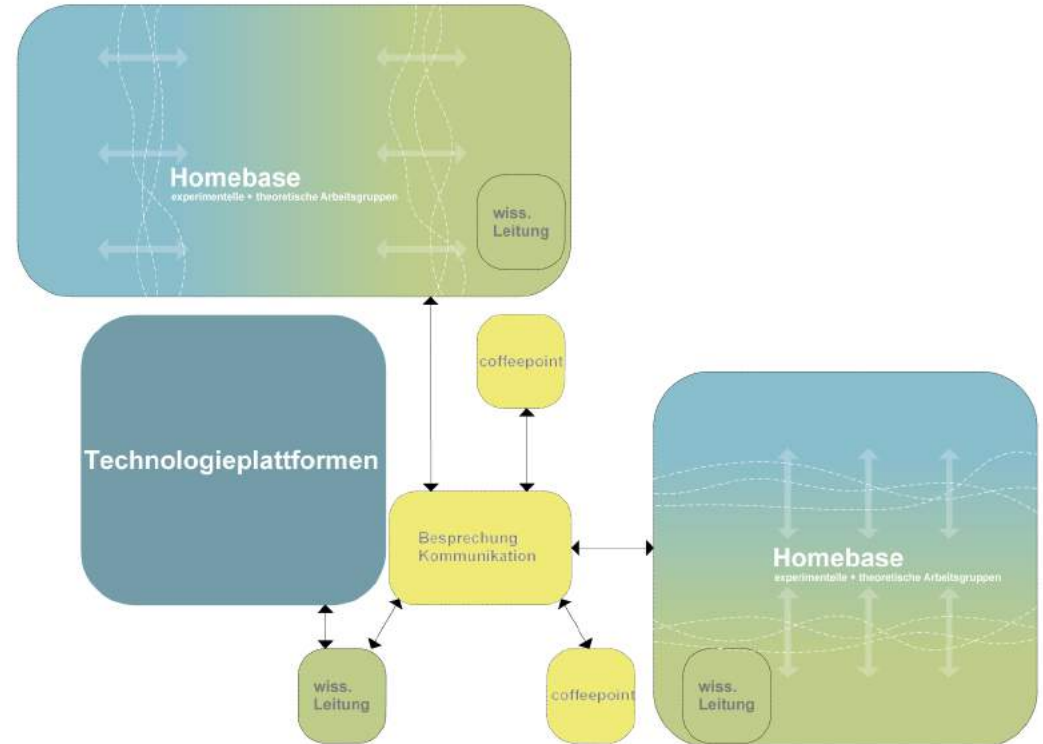 Homebase
experimentelle + theoretische Arbeitsgruppen
wiss.
Leitung
coffeepoint
Technologieplattformen
Besprechung
Kommunikation
Homebase
experimentelle + theoretische Arbeitsgruppen
wiss.
Leitung
coffeepoint
wiss.
Leitung